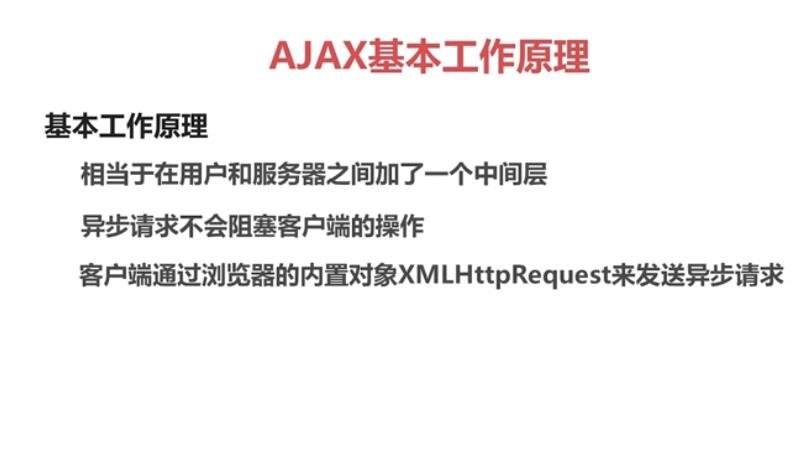 AJAX基本工作原理
基本工作原理
相当于在用户和服务器之间加了一个中间层
异步请求不会阻塞客户端的操作
客户端通过浏览器的内置对象XMLHttpRequest来发送异步请求